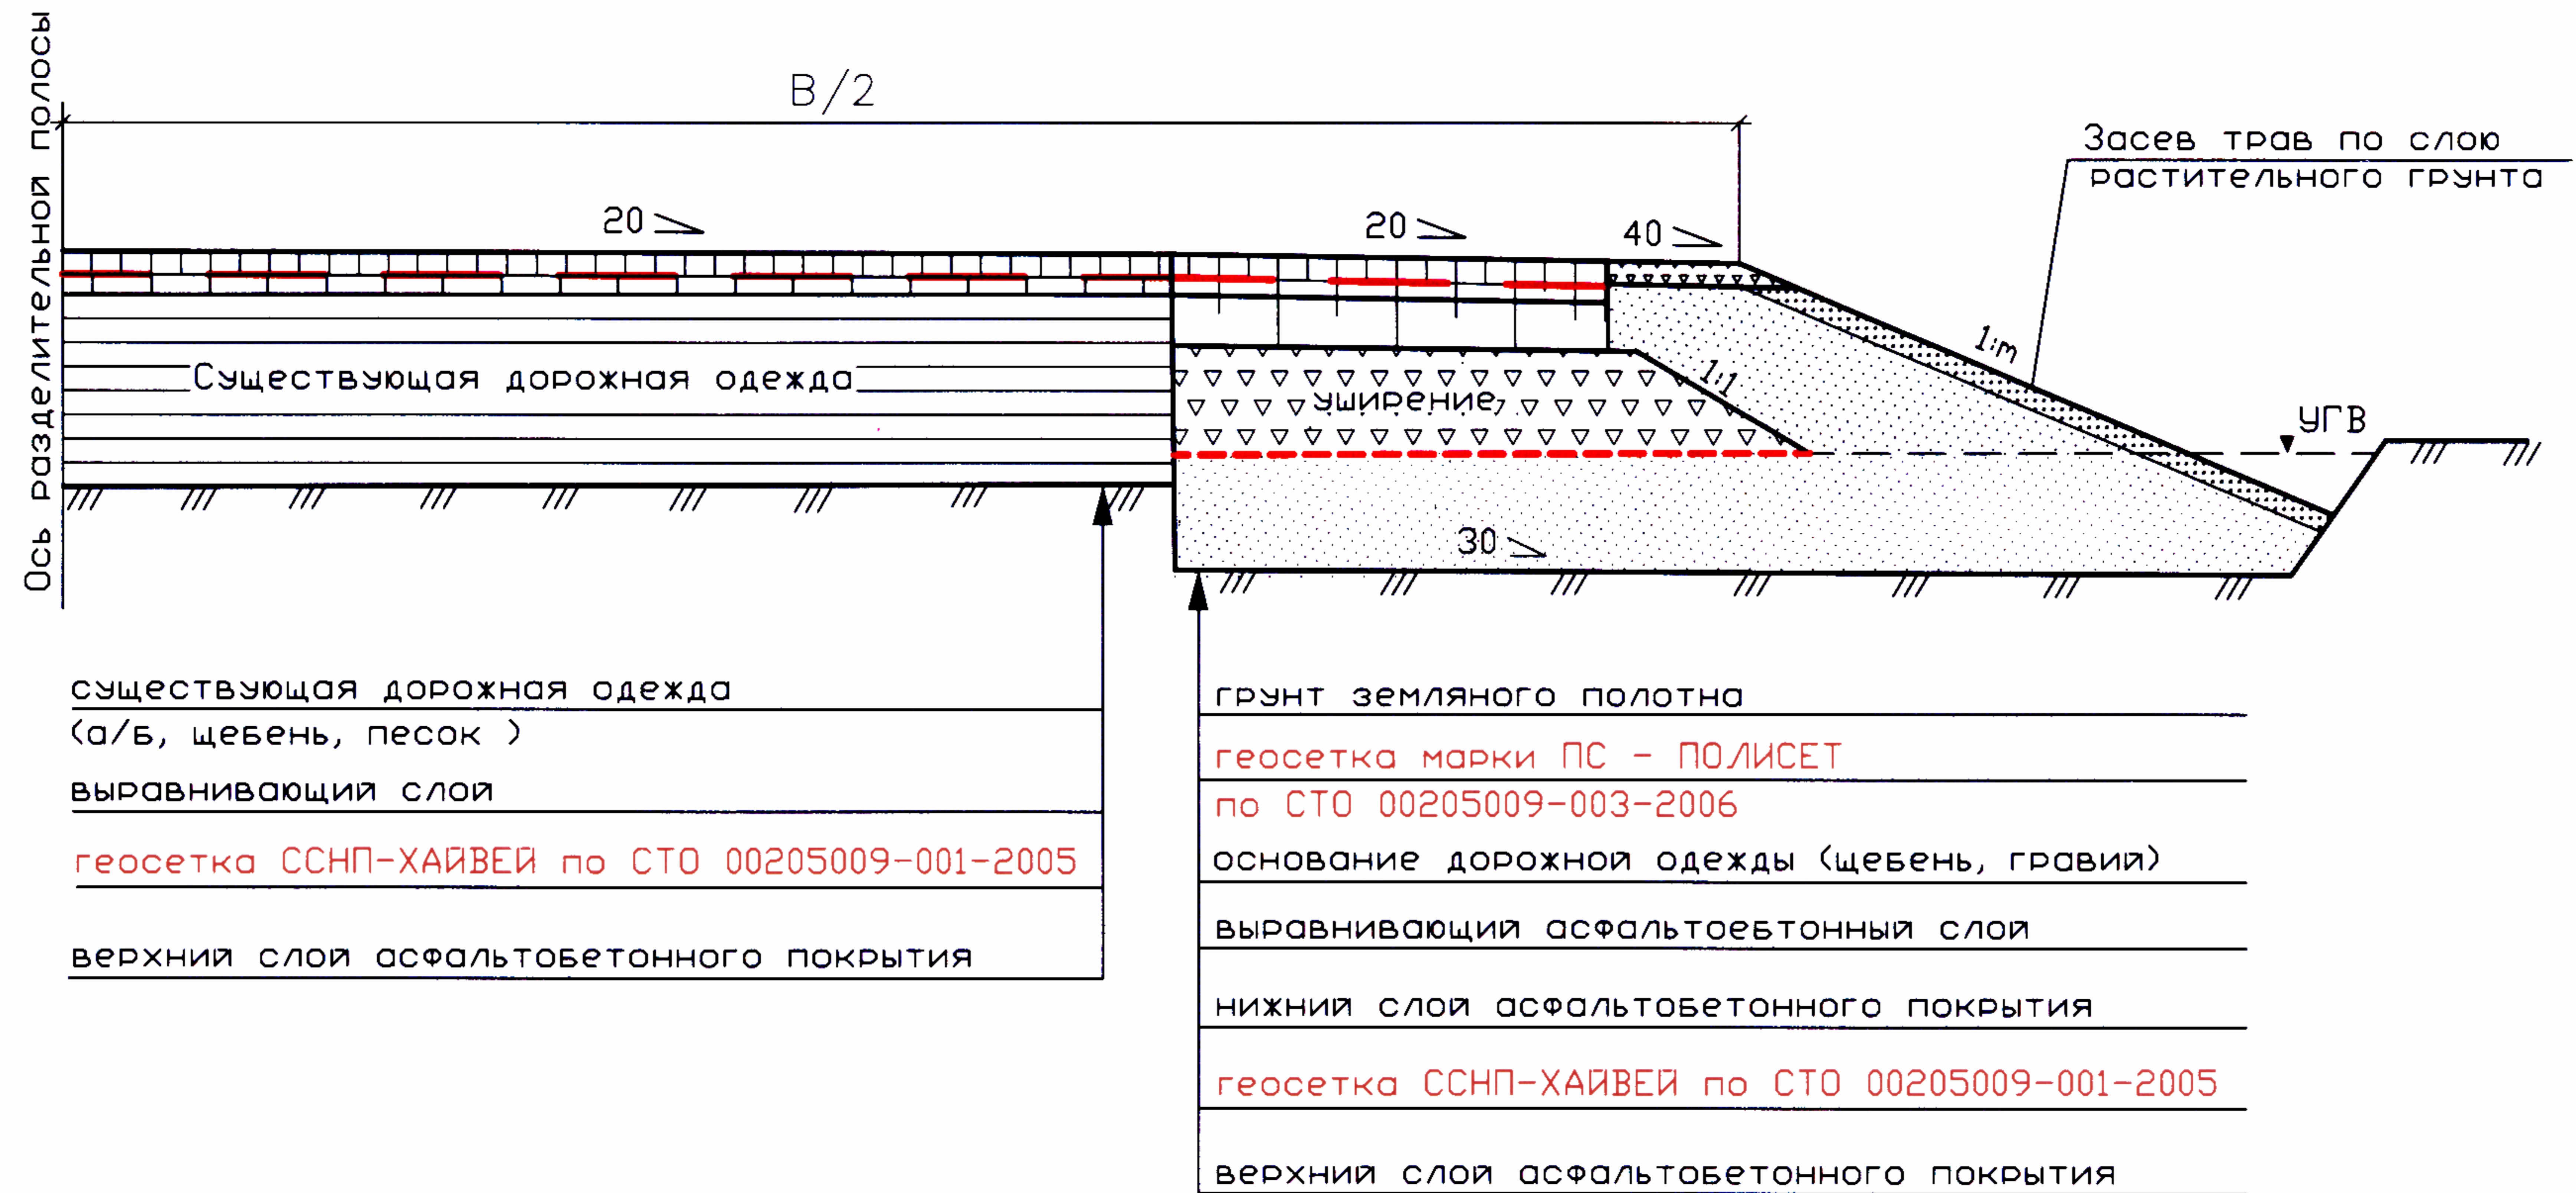 Ось разделительной полосы
В/2
Засев трав по слою
растительного грунта
20
20
40
1:m
Существующая дорожная одежда
1:1
уширение
УГВ
30
существующая дорожная одежда
(а/б, щебень, песок )
выравнивающий слой
геосетка ССНП-ХАЙВЕЙ по СТО 00205009-001-2005
верхний слой асфальтобетонного покрытия
грунт земляного полотна
геосетка марки ПС - ПОЛИСЕТ
по СТО 00205009-003-2006
основание дорожной одежды (щебень, гравий)
выравнивающий асфальтоебтонный слой
нижний слой асфальтобетонного покрытия
геосетка ССНП-ХАЙВЕЙ по СТО 00205009-001-2005
верхний слой асфальтобетонного покрытия